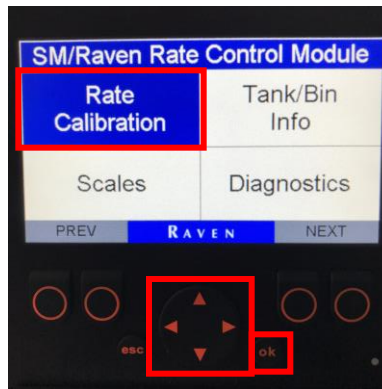 SM/Raven Rate Control Module
Rate Calibration
Tank/Bin Info
Scales
Diagnostics
PREV RAVEN NEXT
esc ok